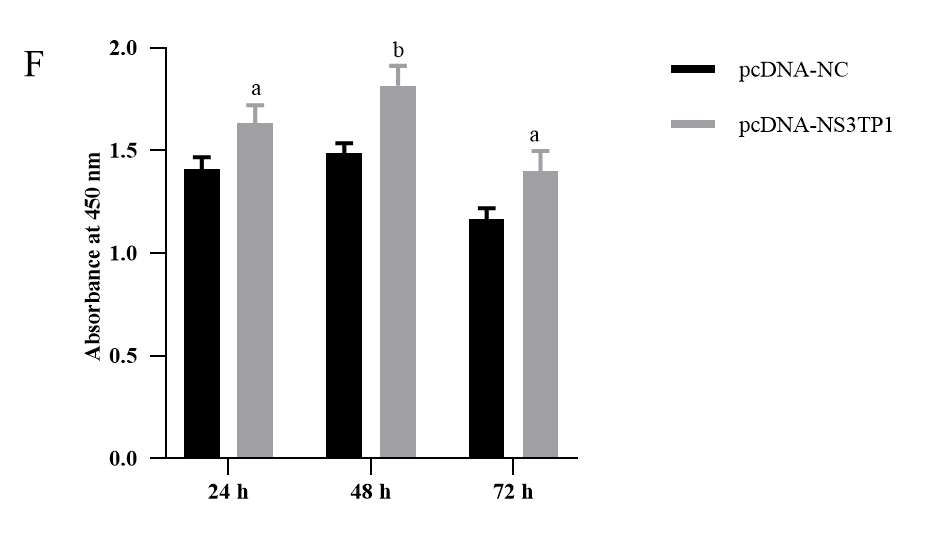 F
Absorbance at 450 nm
2.0
1.5
1.0
0.5
0.0
a
b
a
24 h
48 h
72 h
pcDNA-NC
pcDNA-NS3TP1